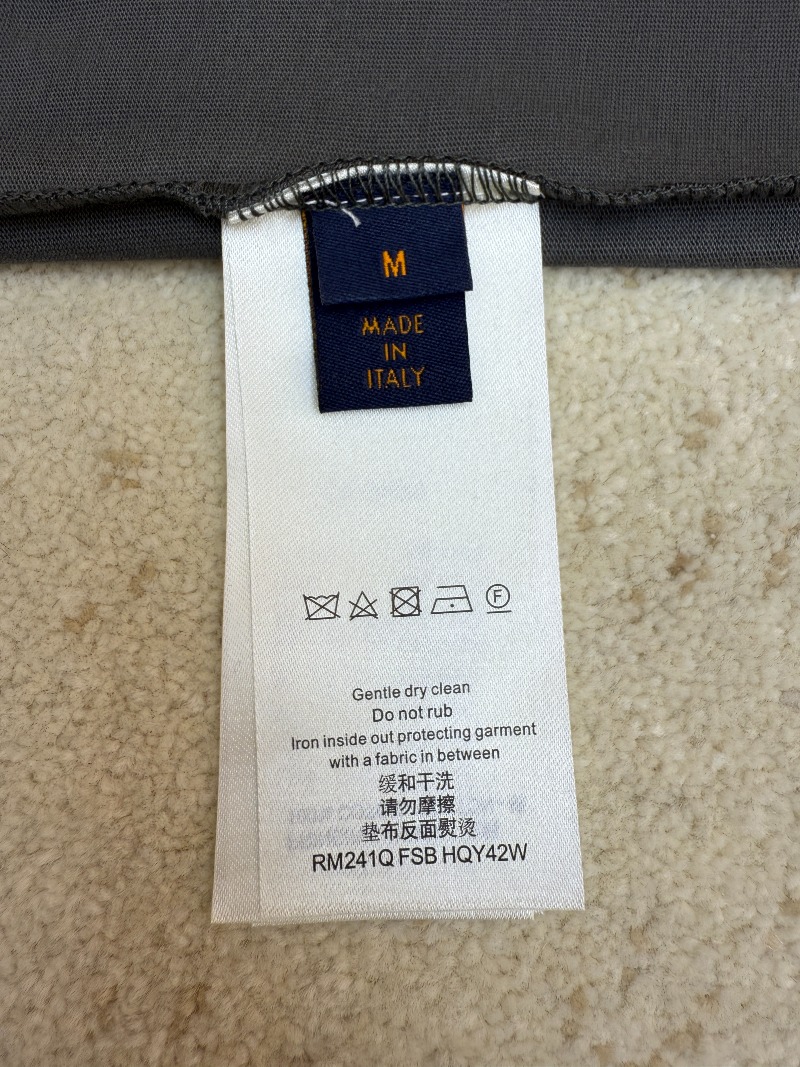 M
MADE
IN
ITALY
F
Gentle dry clean
Do not rub
Iron inside out protecting garment
with a fabric in between
缓和干洗
请勿摩擦
垫布反面熨烫
RM241Q FSB HQY42W